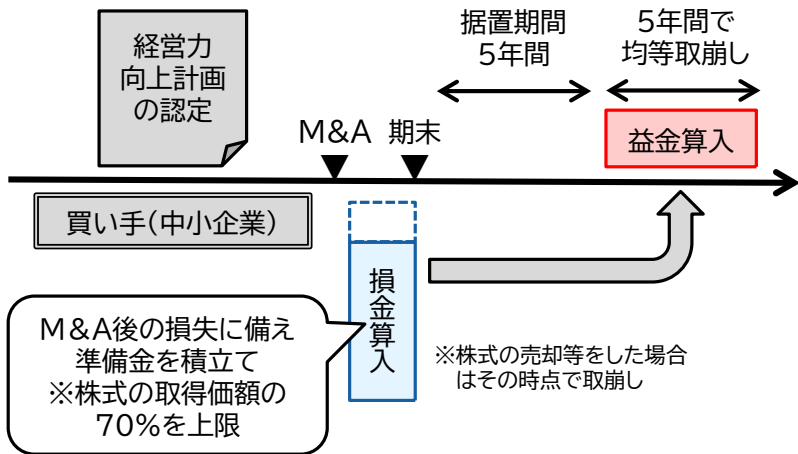 経営力
向上計画
の認定
据置期間
5年間
5年間で
均等取崩し
M&A
期末
益金算入
買い手(中小企業)
損金算入
M&A後の損失に備え
準備金を積立て
※株式の取得価額の
70%を上限
※株式の売却等をした場合
はその時点で取崩し